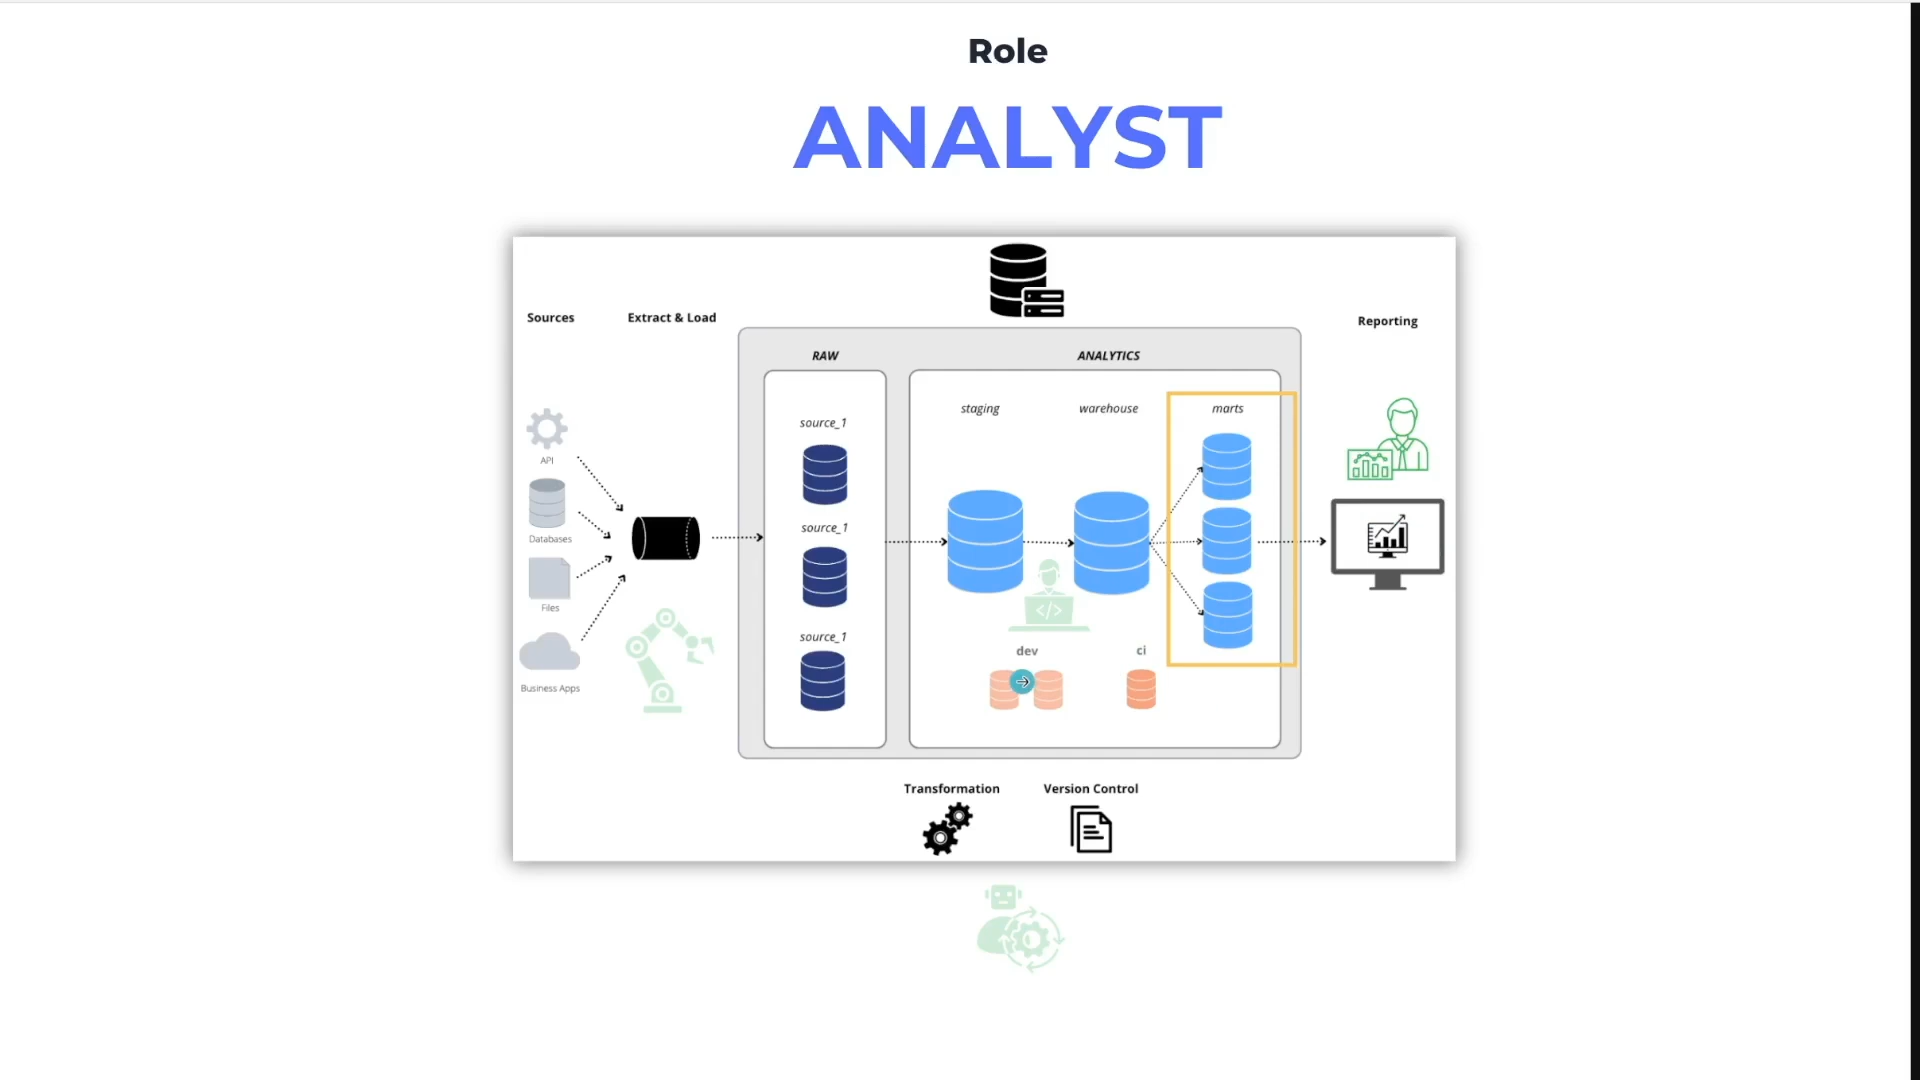 Role
ANALYST
Sources
Extract & Load
Reporting
RAW
ANALYTICS
staging
warehouse
marts
source_1
API
source_1
Databases
Files
</>
source_1
dev
ci
Business Apps
Transformation
Version Control